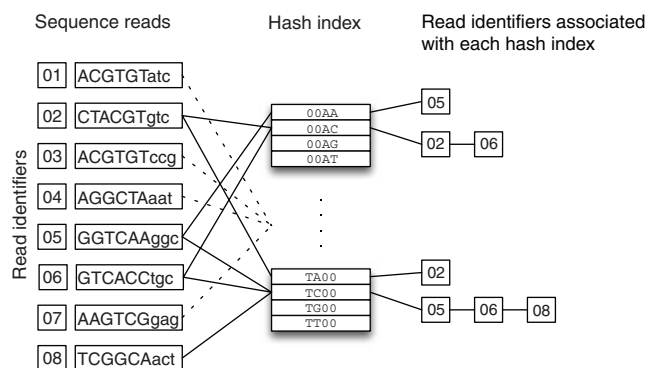 Sequence reads
Hash index
Read identifiers associated
with each hash index
Read identifiers
01 ACGTGTatc
02 CTACGTgtc
03 ACGTGTccg
04 AGGCTAaat
05 GGTCAAggc
06 GTCACCtgc
07 AAGTCGgag
08 TCGGCAact
00AA
00AC
00AG
00AT
TA00
TC00
TG00
TT00
05
02 06
02
05 06 08